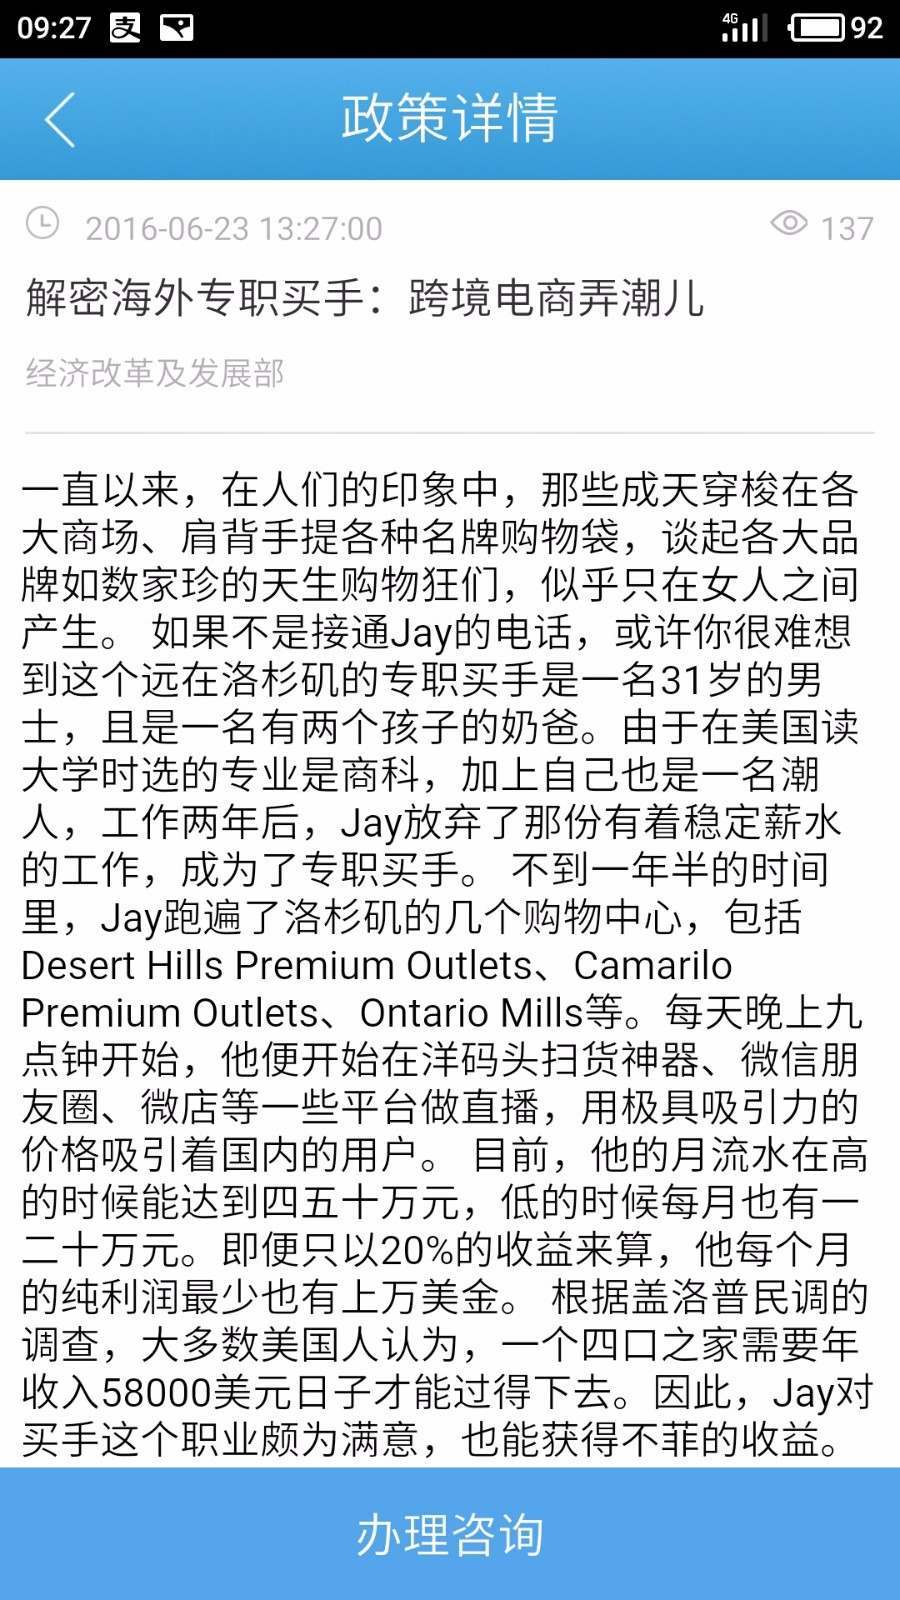 09:27
支
4G
92
政策详情
2016-06-23 13:27:00
137
解密海外专职买手：跨境电商弄潮儿
经济改革及发展部
一直以来，在人们的印象中，那些成天穿梭在各
大商场、肩背手提各种名牌购物袋，谈起各大品
牌如数家珍的天生购物狂们，似乎只在女人之间
产生。 如果不是接通Jay的电话，或许你很难想
到这个远在洛杉矶的专职买手是一名31岁的男
士，且是一名有两个孩子的奶爸。由于在美国读
大学时选的专业是商科，加上自己也是一名潮
人，工作两年后，Jay放弃了那份有着稳定薪水
的工作，成为了专职买手。 不到一年半的时间
里，Jay跑遍了洛杉矶的几个购物中心，包括
Desert Hills Premium Outlets、Camarilo
Premium Outlets、Ontario Mills等。每天晚上九
点钟开始，他便开始在洋码头扫货神器、微信朋
友圈、微店等一些平台做直播，用极具吸引力的
价格吸引着国内的用户。 目前，他的月流水在高
的时候能达到四五十万元，低的时候每月也有一
二十万元。即便只以20%的收益来算，他每个月
的纯利润最少也有上万美金。 根据盖洛普民调的
调查，大多数美国人认为，一个四口之家需要年
收入58000美元日子才能过得下去。因此，Jay对
买手这个职业颇为满意，也能获得不菲的收益。
办理咨询